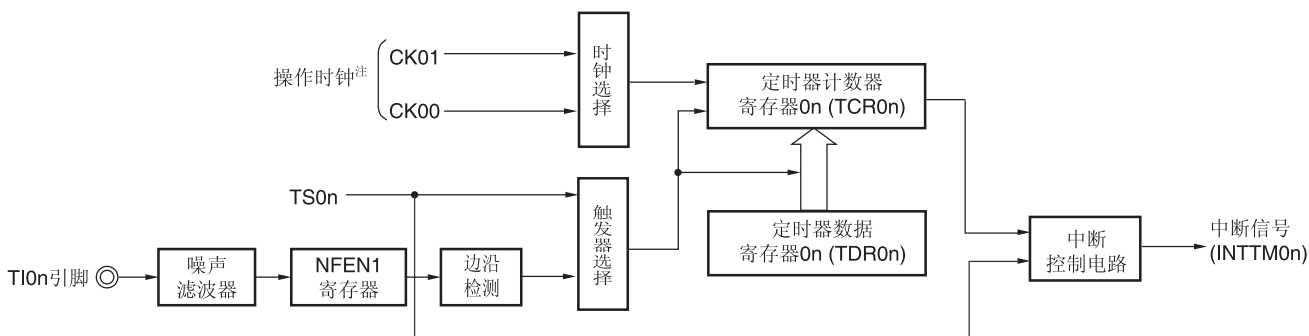 操作时钟注
CK01
CK00
时钟选择
定时器计数器
寄存器0n (TCR0n)
TS0n
触发器选择
定时器数据
寄存器0n (TDR0n)
TI0n引脚
噪声
滤波器
NFEN1
寄存器
边沿
检测
中断
控制电路
中断信号
(INTTM0n)